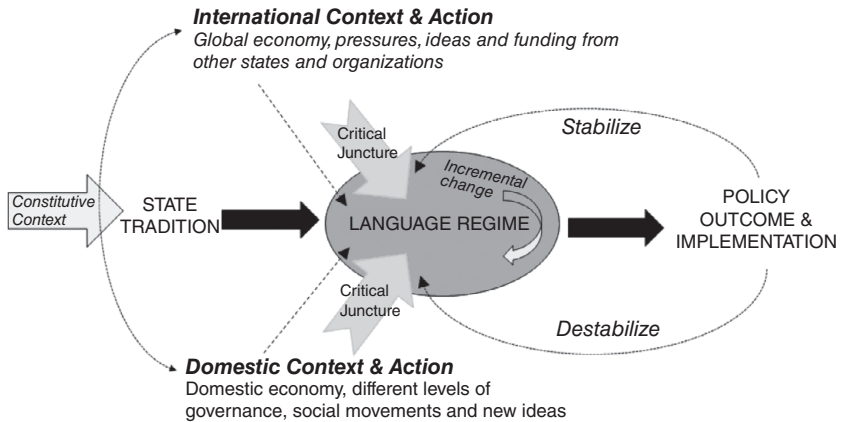 International Context & Action
Global economy, pressures, ideas and funding from
other states and organizations
Critical
Juncture
Stabilize
Incremental
change
Constitutive
Context
STATE
TRADITION
LANGUAGE REGIME
POLICY
OUTCOME &
IMPLEMENTATION
Critical
Juncture
Destabilize
Domestic Context & Action
Domestic economy, different levels of
governance, social movements and new ideas